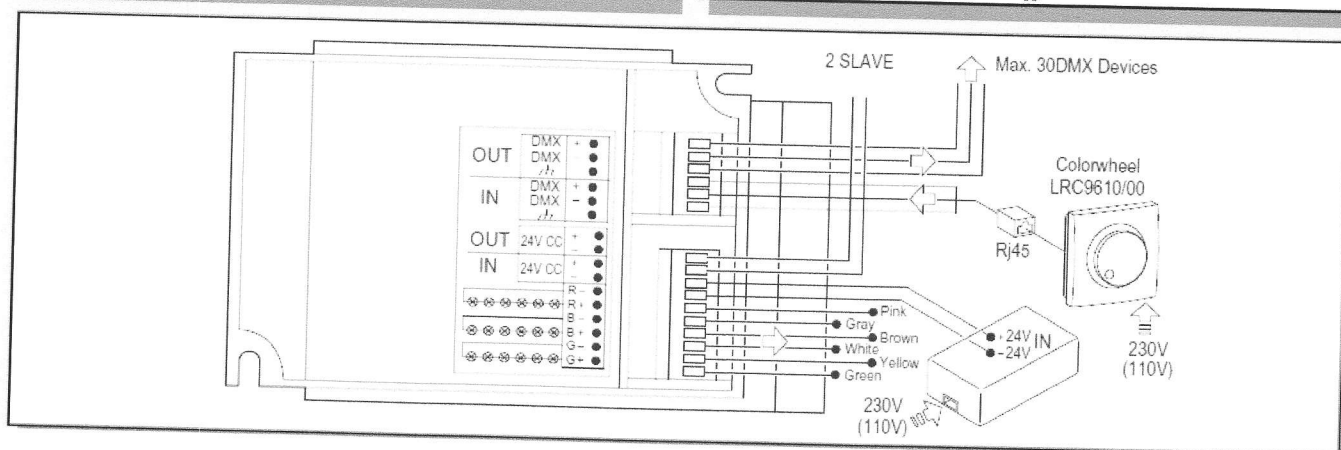 2 SLAVE
Max. 30DMX Devices
OUT
DMX +
DMX
IN
DMX +
DMX –
OUT 24V CC +
–
IN 24V CC +
–
R –
R +
B –
B +
G –
G +
Pink
Gray
Brown
White
Yellow
Green
Colorwheel
LRC9610/00
Rj45
+24V IN
–24V
230V
(110V)
230V
(110V)